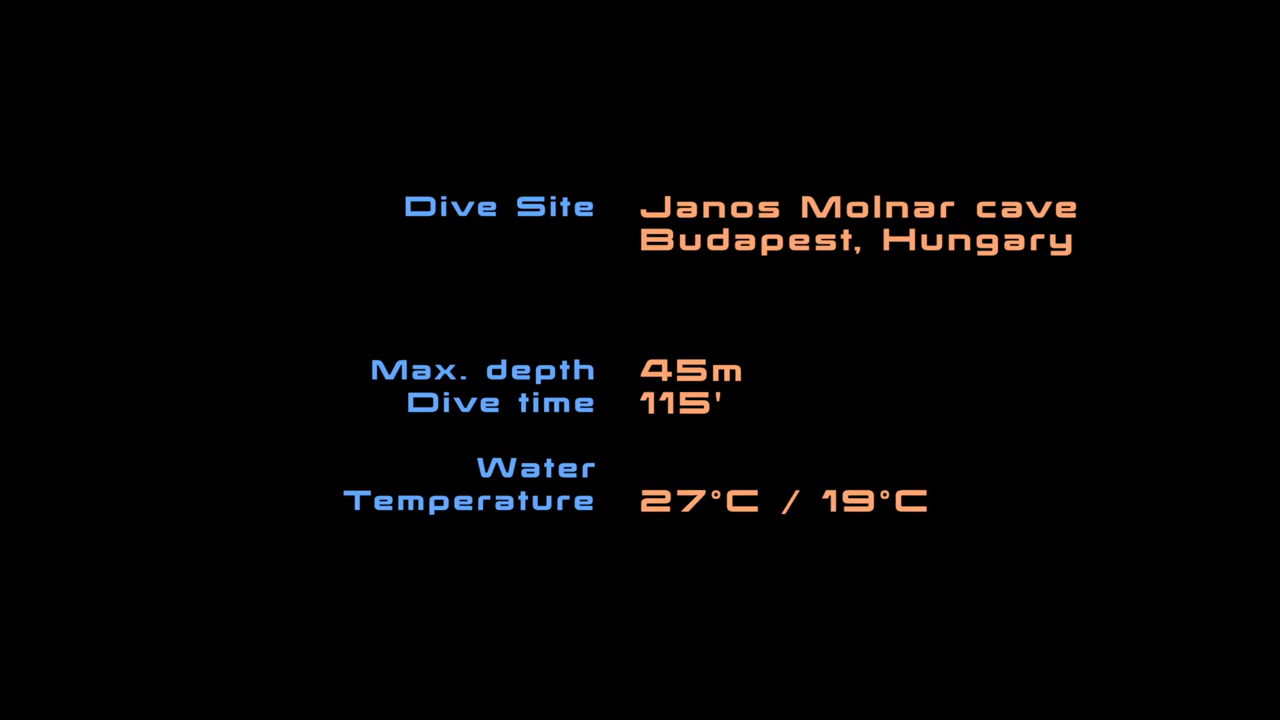 Dive Site Janos Molnar cave
Budapest, Hungary
Max. depth 45m
Dive time 115'
Water
Temperature 27°C / 19°C